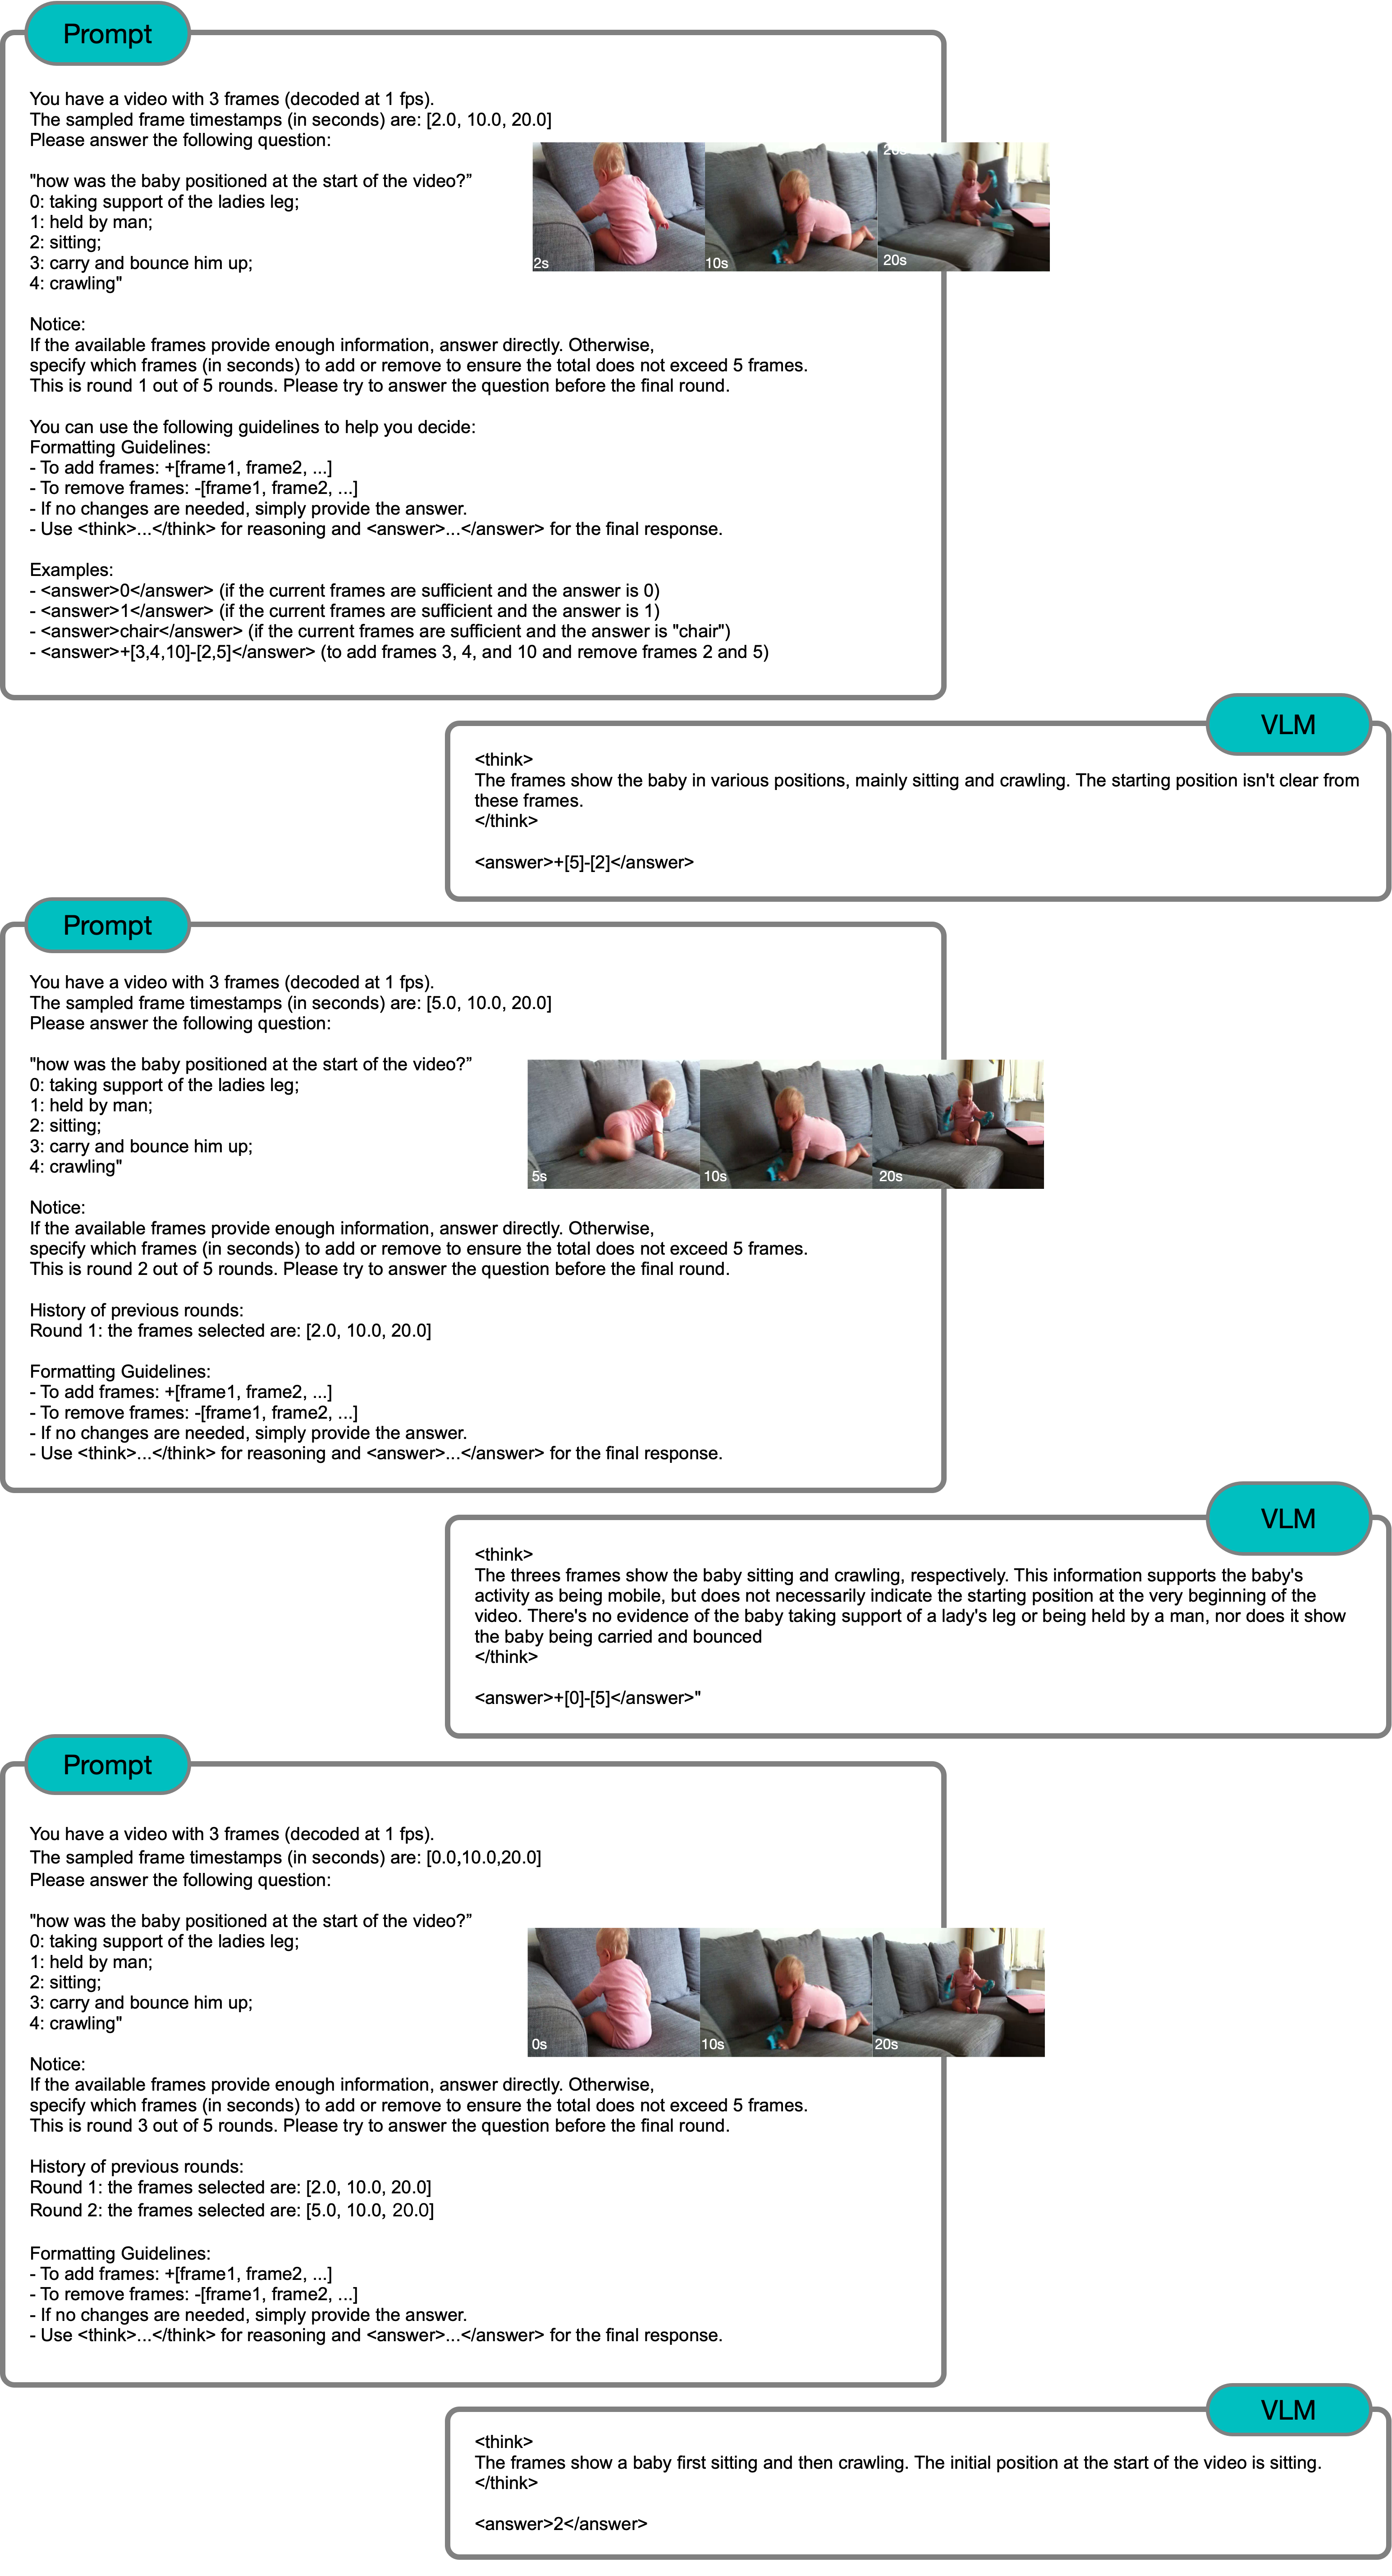 Prompt
You have a video with 3 frames (decoded at 1 fps).
The sampled frame timestamps (in seconds) are: [2.0, 10.0, 20.0]
Please answer the following question:
"how was the baby positioned at the start of the video?”
0: taking support of the ladies leg;
1: held by man;
2: sitting;
3: carry and bounce him up;
4: crawling"
2s
10s
20s
Notice:
If the available frames provide enough information, answer directly. Otherwise,
specify which frames (in seconds) to add or remove to ensure the total does not exceed 5 frames.
This is round 1 out of 5 rounds. Please try to answer the question before the final round.
You can use the following guidelines to help you decide:
Formatting Guidelines:
- To add frames: +[frame1, frame2, ...]
- To remove frames: -[frame1, frame2, ...]
- If no changes are needed, simply provide the answer.
- Use <think>...</think> for reasoning and <answer>...</answer> for the final response.
Examples:
- <answer>0</answer> (if the current frames are sufficient and the answer is 0)
- <answer>1</answer> (if the current frames are sufficient and the answer is 1)
- <answer>chair</answer> (if the current frames are sufficient and the answer is "chair")
- <answer>+[3,4,10]-[2,5]</answer> (to add frames 3, 4, and 10 and remove frames 2 and 5)
VLM
<think>
The frames show the baby in various positions, mainly sitting and crawling. The starting position isn't clear from
these frames.
</think>
<answer>+[5]-[2]</answer>
Prompt
You have a video with 3 frames (decoded at 1 fps).
The sampled frame timestamps (in seconds) are: [5.0, 10.0, 20.0]
Please answer the following question:
"how was the baby positioned at the start of the video?”
0: taking support of the ladies leg;
1: held by man;
2: sitting;
3: carry and bounce him up;
4: crawling"
5s
10s
20s
Notice:
If the available frames provide enough information, answer directly. Otherwise,
specify which frames (in seconds) to add or remove to ensure the total does not exceed 5 frames.
This is round 2 out of 5 rounds. Please try to answer the question before the final round.
History of previous rounds:
Round 1: the frames selected are: [2.0, 10.0, 20.0]
Formatting Guidelines:
- To add frames: +[frame1, frame2, ...]
- To remove frames: -[frame1, frame2, ...]
- If no changes are needed, simply provide the answer.
- Use <think>...</think> for reasoning and <answer>...</answer> for the final response.
VLM
<think>
The threes frames show the baby sitting and crawling, respectively. This information supports the baby's
activity as being mobile, but does not necessarily indicate the starting position at the very beginning of the
video. There's no evidence of the baby taking support of a lady's leg or being held by a man, nor does it show
the baby being carried and bounced
</think>
<answer>+[0]-[5]</answer>"
Prompt
You have a video with 3 frames (decoded at 1 fps).
The sampled frame timestamps (in seconds) are: [0.0,10.0,20.0]
Please answer the following question:
"how was the baby positioned at the start of the video?”
0: taking support of the ladies leg;
1: held by man;
2: sitting;
3: carry and bounce him up;
4: crawling"
0s
10s
20s
Notice:
If the available frames provide enough information, answer directly. Otherwise,
specify which frames (in seconds) to add or remove to ensure the total does not exceed 5 frames.
This is round 3 out of 5 rounds. Please try to answer the question before the final round.
History of previous rounds:
Round 1: the frames selected are: [2.0, 10.0, 20.0]
Round 2: the frames selected are: [5.0, 10.0, 20.0]
Formatting Guidelines:
- To add frames: +[frame1, frame2, ...]
- To remove frames: -[frame1, frame2, ...]
- If no changes are needed, simply provide the answer.
- Use <think>...</think> for reasoning and <answer>...</answer> for the final response.
VLM
<think>
The frames show a baby first sitting and then crawling. The initial position at the start of the video is sitting.
</think>
<answer>2</answer>